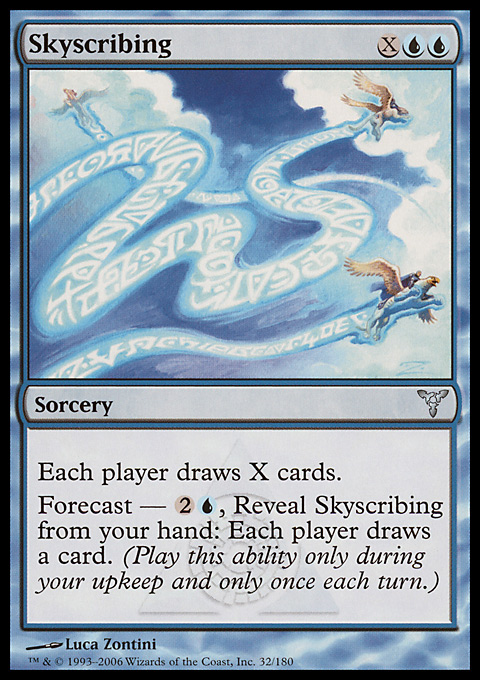 Skyscribing X
Sorcery
Each player draws X cards.
Forecast — 2, Reveal Skyscribing
from your hand: Each player draws
a card. (Play this ability only during
your upkeep and only once each turn.)
Luca Zontini
™ & © 1993–2006 Wizards of the Coast, Inc. 32/180